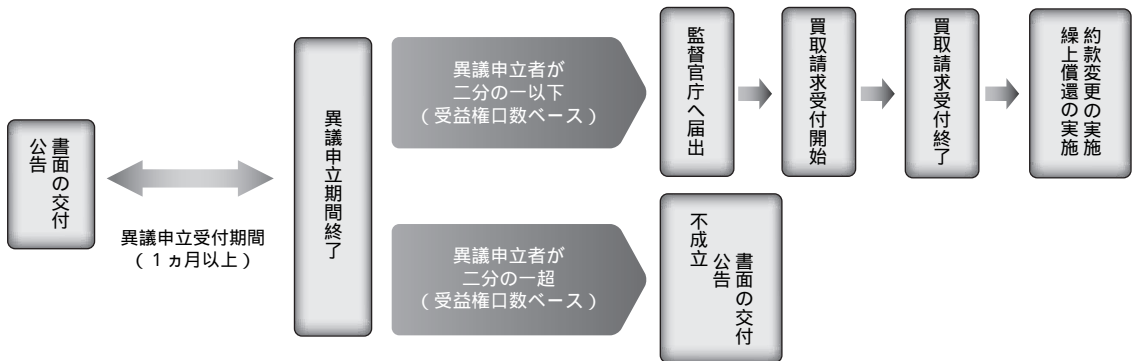 書面の交付
公告
異議申立受付期間
（１ヵ月以上）
異議申立期間終了
異議申立者が
二分の一以下
（受益権口数ベース）
監督官庁へ届出
買取請求受付開始
買取請求受付終了
約款変更の実施
繰上償還の実施
異議申立者が
二分の一超
（受益権口数ベース）
書面の交付
公告
不成立